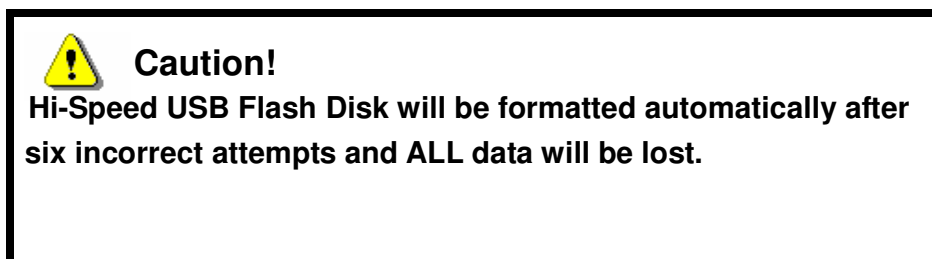 Caution!
Hi-Speed USB Flash Disk will be formatted automatically after
six incorrect attempts and ALL data will be lost.